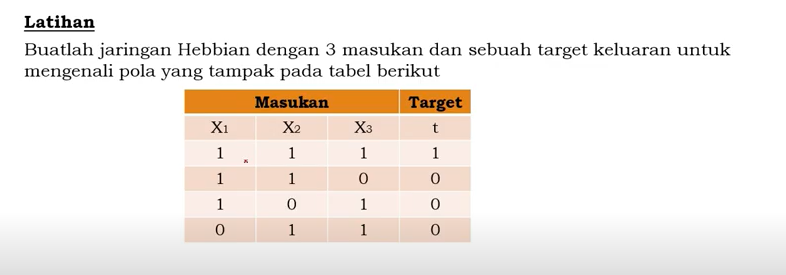 Latihan
Buatlah jaringan Hebbian dengan 3 masukan dan sebuah target keluaran untuk
mengenali pola yang tampak pada tabel berikut
Masukan Target
X1 X2 X3 t
1 1 1 1
1 1 0 0
1 0 1 0
0 1 1 0